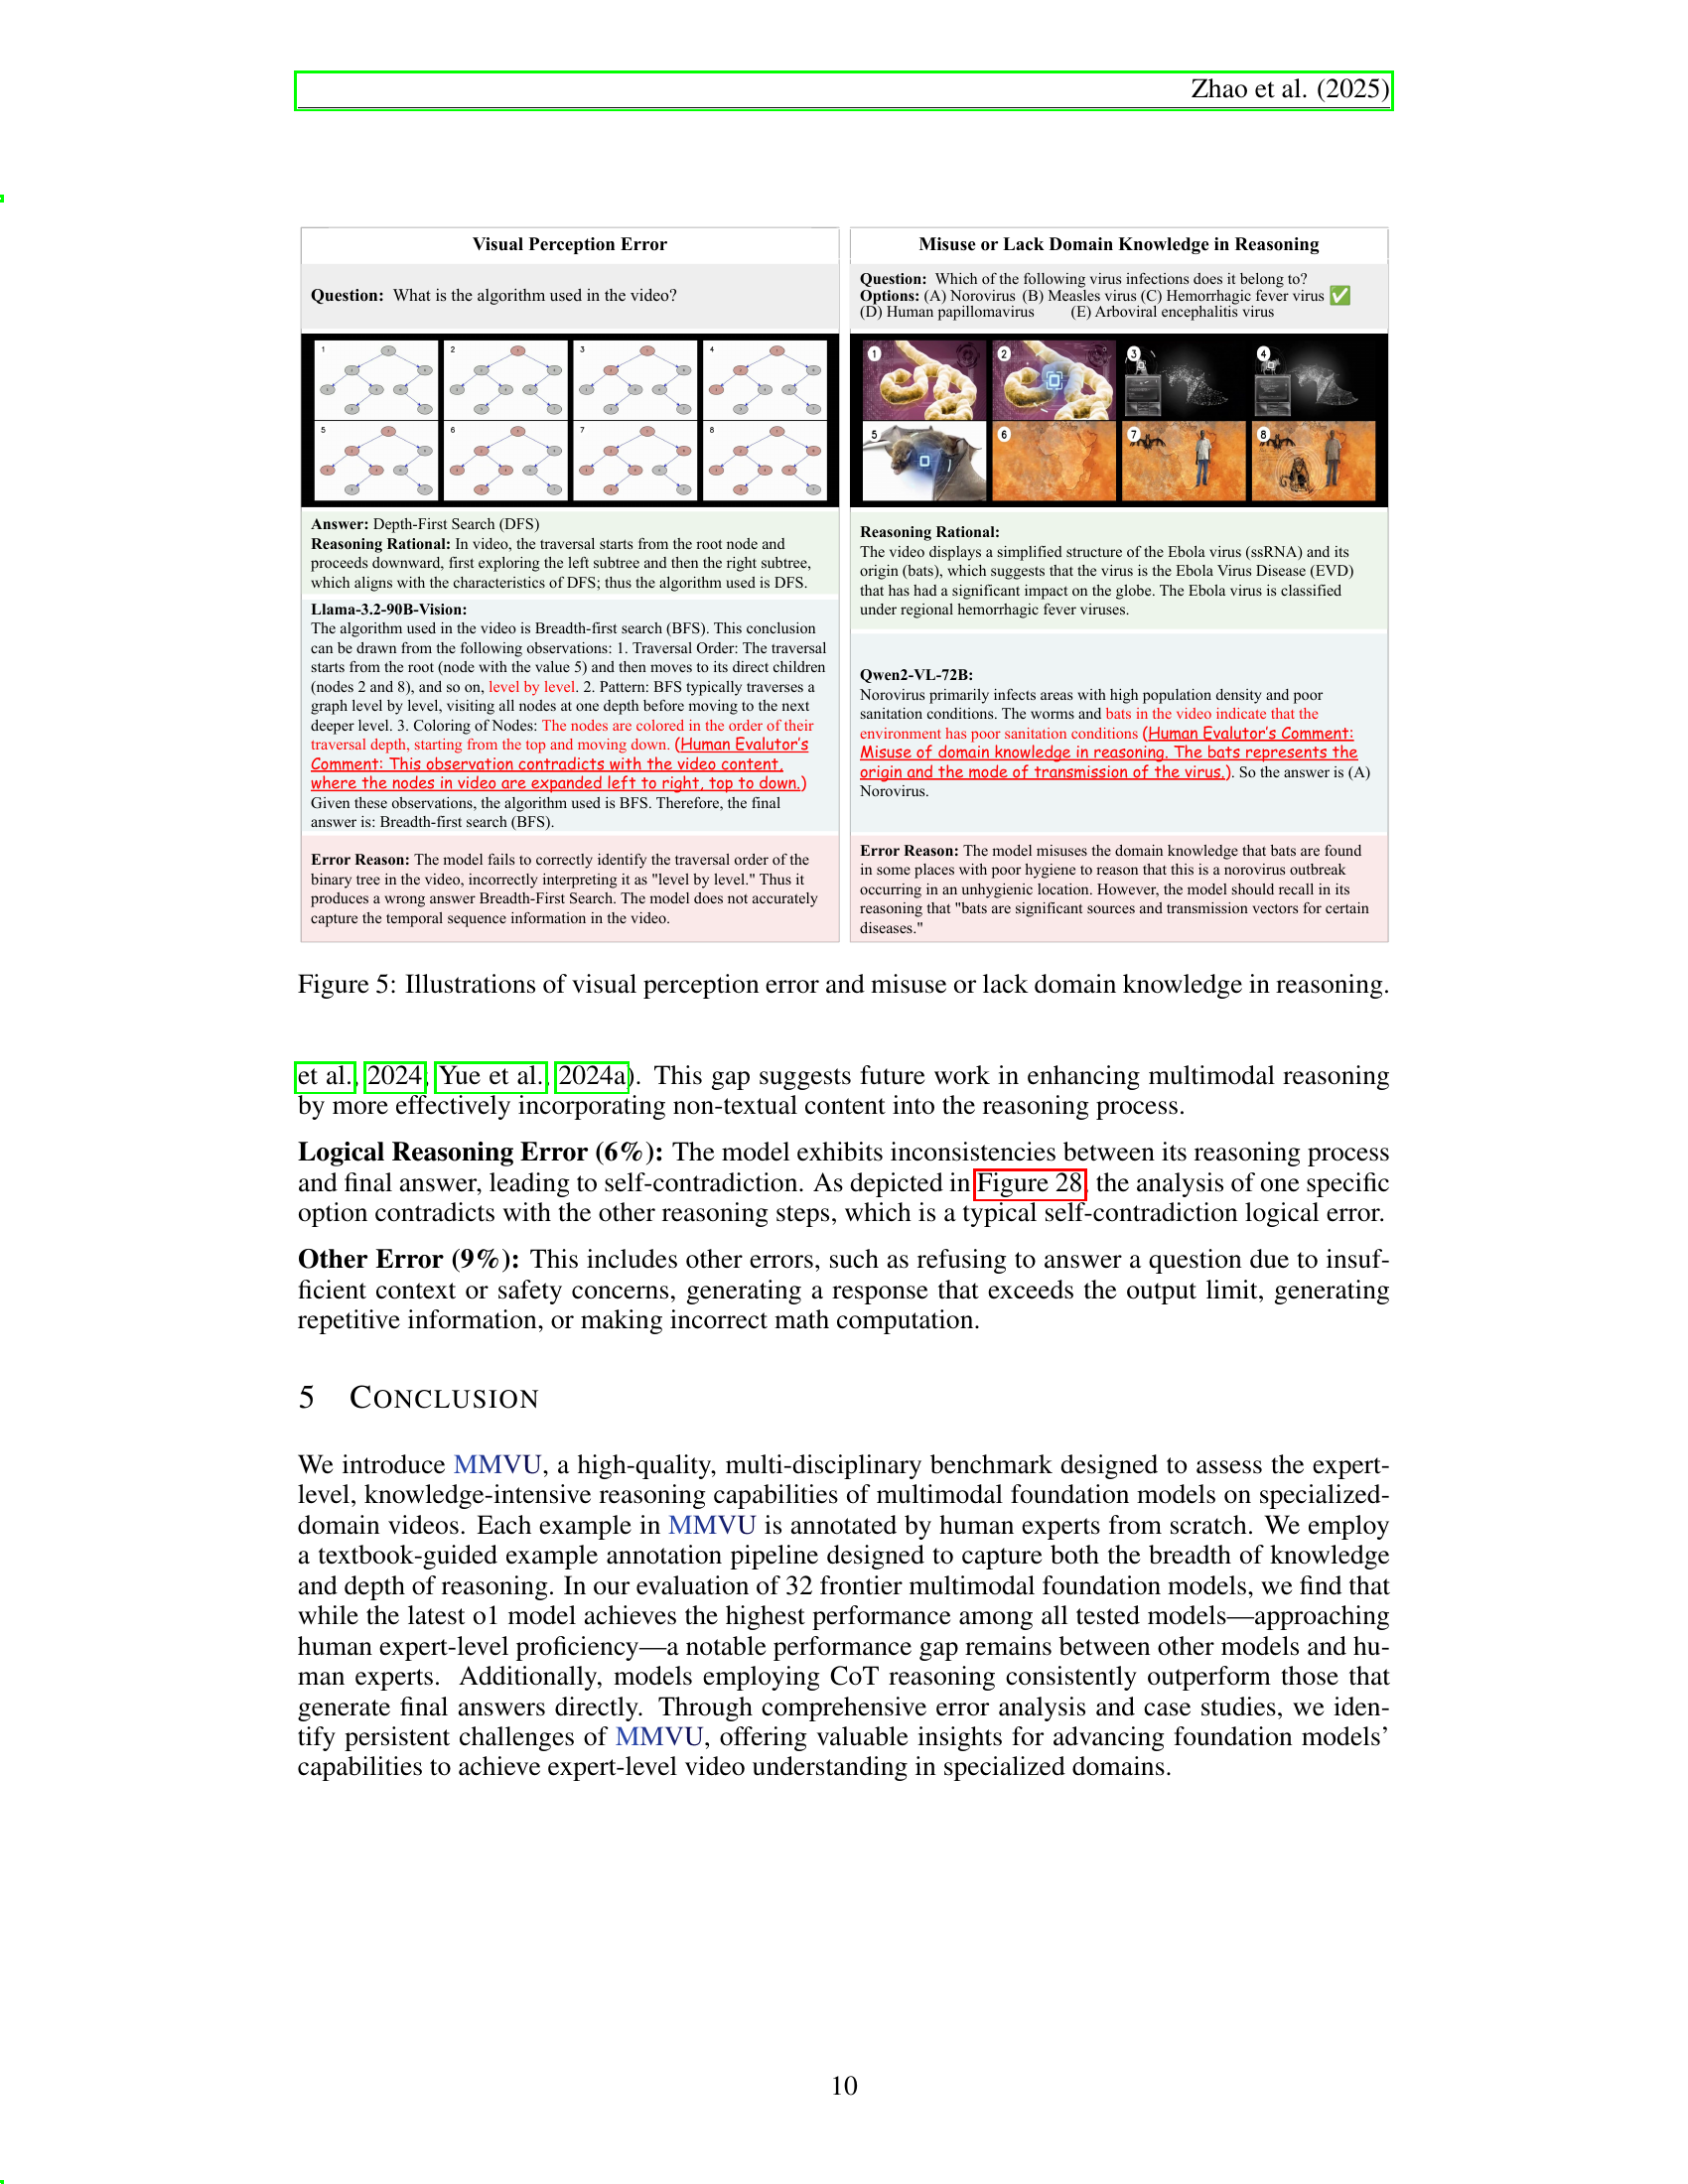 Zhao et al. (2025)
Visual Perception Error
Question: What is the algorithm used in the video?
1 2 3 4
5 6 7 8
Answer: Depth-First Search (DFS)
Reasoning Rational: In video, the traversal starts from the root node and
proceeds downward, first exploring the left subtree and then the right subtree,
which aligns with the characteristics of DFS; thus the algorithm used is DFS.
Llama-3.2-90B-Vision:
The algorithm used in the video is Breadth-first search (BFS). This conclusion
can be drawn from the following observations: 1. Traversal Order: The traversal
starts from the root (node with the value 5) and then moves to its direct children
(nodes 2 and 8), and so on, level by level. 2. Pattern: BFS typically traverses a
graph level by level, visiting all nodes at one depth before moving to the next
deeper level. 3. Coloring of Nodes: The nodes are colored in the order of their
traversal depth, starting from the top and moving down. (Human Evalutor's
Comment: This observation contradicts with the video content,
where the nodes in video are expanded left to right, top to down.)
Given these observations, the algorithm used is BFS. Therefore, the final
answer is: Breadth-first search (BFS).
Error Reason: The model fails to correctly identify the traversal order of the
binary tree in the video, incorrectly interpreting it as "level by level." Thus it
produces a wrong answer Breadth-First Search. The model does not accurately
capture the temporal sequence information in the video.
Misuse or Lack Domain Knowledge in Reasoning
Question: Which of the following virus infections does it belong to?
Options: (A) Norovirus (B) Measles virus (C) Hemorrhagic fever virus ✅
(D) Human papillomavirus (E) Arboviral encephalitis virus
1 2 3 4
5 6 7 8
Reasoning Rational:
The video displays a simplified structure of the Ebola virus (ssRNA) and its
origin (bats), which suggests that the virus is the Ebola Virus Disease (EVD)
that has had a significant impact on the globe. The Ebola virus is classified
under regional hemorrhagic fever viruses.
Qwen2-VL-72B:
Norovirus primarily infects areas with high population density and poor
sanitation conditions. The worms and bats in the video indicate that the
environment has poor sanitation conditions (Human Evalutor's Comment:
Misuse of domain knowledge in reasoning. The bats represents the
origin and the mode of transmission of the virus.). So the answer is (A)
Norovirus.
Error Reason: The model misuses the domain knowledge that bats are found
in some places with poor hygiene to reason that this is a norovirus outbreak
occurring in an unhygienic location. However, the model should recall in its
reasoning that "bats are significant sources and transmission vectors for certain
diseases."
Figure 5: Illustrations of visual perception error and misuse or lack domain knowledge in reasoning.
et al., 2024, Yue et al., 2024a). This gap suggests future work in enhancing multimodal reasoning
by more effectively incorporating non-textual content into the reasoning process.
Logical Reasoning Error (6%): The model exhibits inconsistencies between its reasoning process
and final answer, leading to self-contradiction. As depicted in Figure 28, the analysis of one specific
option contradicts with the other reasoning steps, which is a typical self-contradiction logical error.
Other Error (9%): This includes other errors, such as refusing to answer a question due to insuf-
ficient context or safety concerns, generating a response that exceeds the output limit, generating
repetitive information, or making incorrect math computation.
5 CONCLUSION
We introduce MMVU, a high-quality, multi-disciplinary benchmark designed to assess the expert-
level, knowledge-intensive reasoning capabilities of multimodal foundation models on specialized-
domain videos. Each example in MMVU is annotated by human experts from scratch. We employ
a textbook-guided example annotation pipeline designed to capture both the breadth of knowledge
and depth of reasoning. In our evaluation of 32 frontier multimodal foundation models, we find that
while the latest o1 model achieves the highest performance among all tested models—approaching
human expert-level proficiency—a notable performance gap remains between other models and hu-
man experts. Additionally, models employing CoT reasoning consistently outperform those that
generate final answers directly. Through comprehensive error analysis and case studies, we iden-
tify persistent challenges of MMVU, offering valuable insights for advancing foundation models'
capabilities to achieve expert-level video understanding in specialized domains.
10